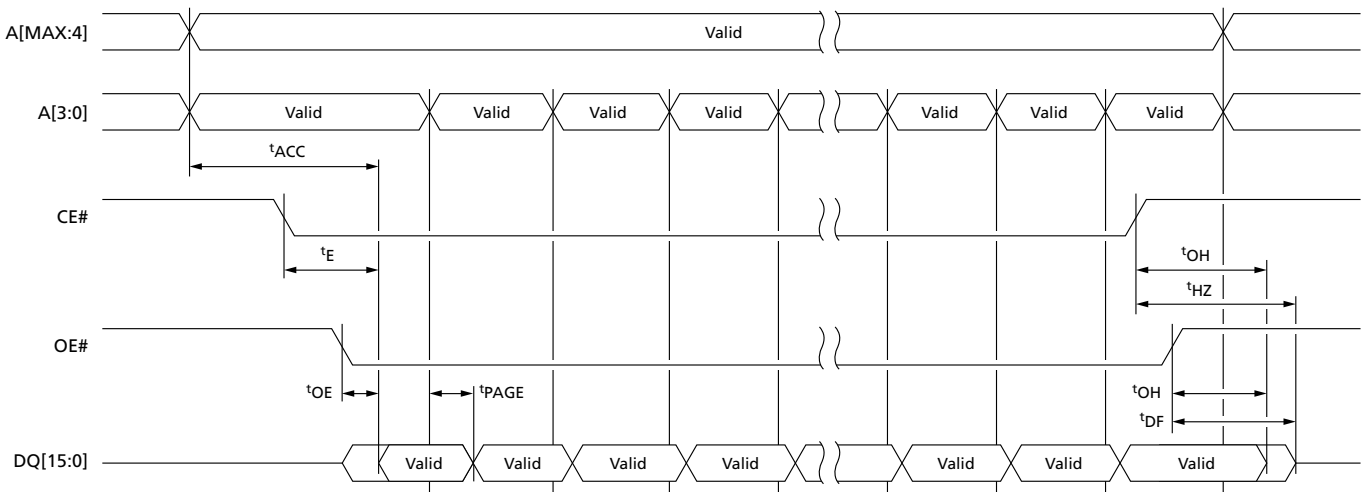 A[MAX:4] Valid
A[3:0] Valid Valid Valid Valid Valid Valid Valid
tACC
CE#
tE tOH
tHZ
OE#
tOE tPAGE tOH
tDF
DQ[15:0] Valid Valid Valid Valid Valid Valid Valid